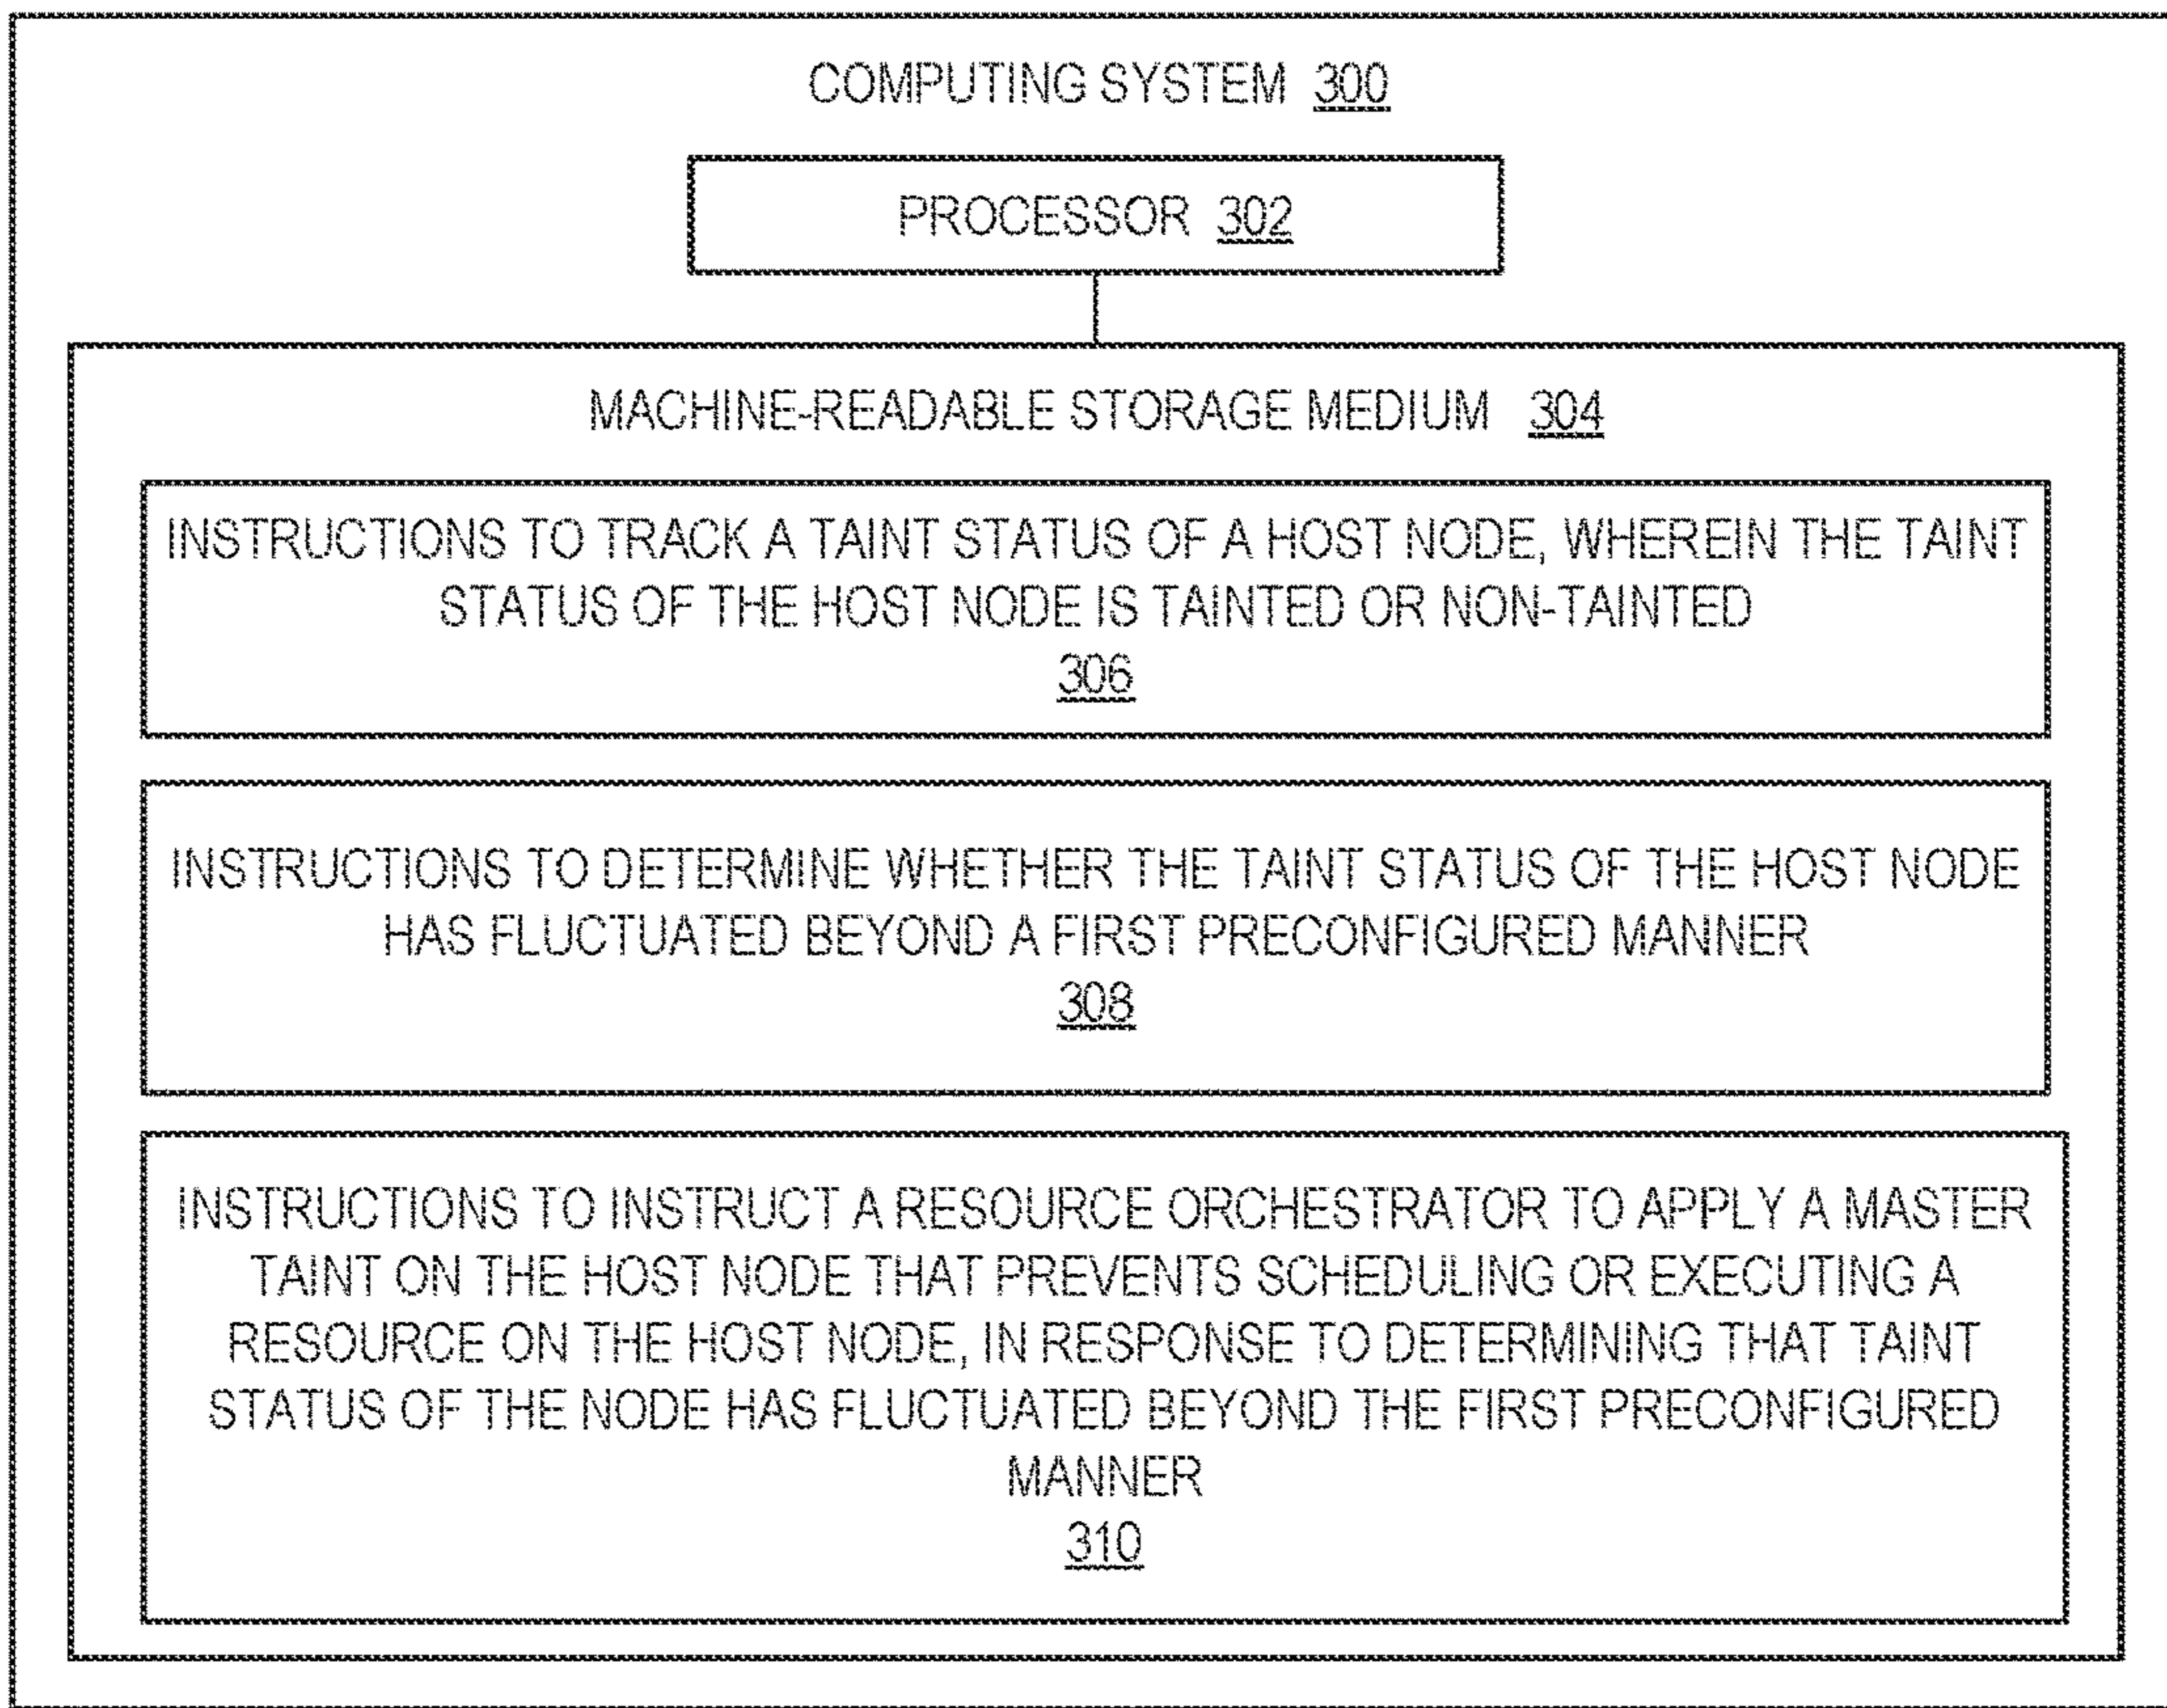 COMPUTING SYSTEM 300
PROCESSOR 302
MACHINE-READABLE STORAGE MEDIUM 304
INSTRUCTIONS TO TRACK A TAINT STATUS OF A HOST NODE, WHEREIN THE TAINT
STATUS OF THE HOST NODE IS TAINTED OR NON-TAINTED
306
INSTRUCTIONS TO DETERMINE WHETHER THE TAINT STATUS OF THE HOST NODE
HAS FLUCTUATED BEYOND A FIRST PRECONFIGURED MANNER
308
INSTRUCTIONS TO INSTRUCT A RESOURCE ORCHESTRATOR TO APPLY A MASTER
TAINT ON THE HOST NODE THAT PREVENTS SCHEDULING OR EXECUTING A
RESOURCE ON THE HOST NODE, IN RESPONSE TO DETERMINING THAT TAINT
STATUS OF THE NODE HAS FLUCTUATED BEYOND THE FIRST PRECONFIGURED
MANNER
310